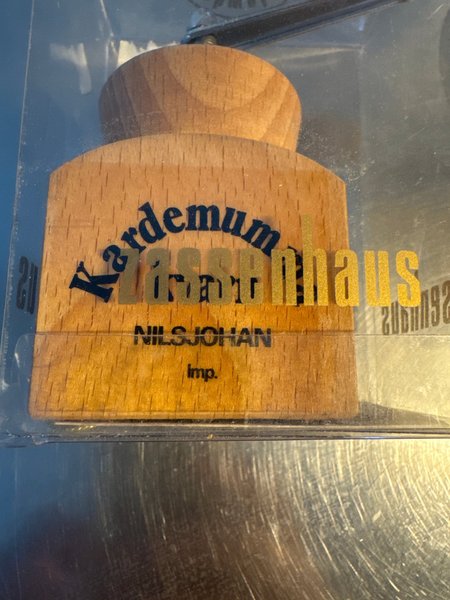 Kardemum
zassenhaus
NILSJOHAN
Imp.